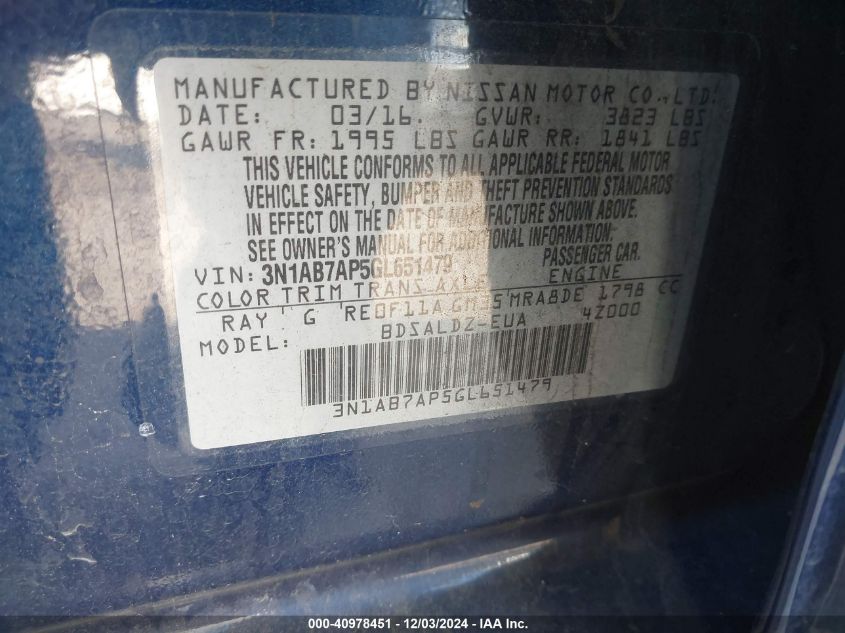 MANUFACTURED BY NISSAN MOTOR CO., LTD.
DATE: 03/16. GVWR: 3823 LBS
GAWR FR: 1995 LBS GAWR RR: 1841 LBS
THIS VEHICLE CONFORMS TO ALL APPLICABLE FEDERAL MOTOR
VEHICLE SAFETY, BUMPER AND THEFT PREVENTION STANDARDS
IN EFFECT ON THE DATE OF MANUFACTURE SHOWN ABOVE.
SEE OWNER'S MANUAL FOR ADDITIONAL
VIN: 3N1AB7AP5GL651479 PASSENGER CAR.
COLOR TRIM TRANS AXLE ENGINE
RAY G RE0F11A GM35 MRA8DE 1798 CC
MODEL: BDSALDZ-EUA 4Z000
3N1AB7AP5GL651479
000-40978451 - 12/03/2024 - IAA Inc.